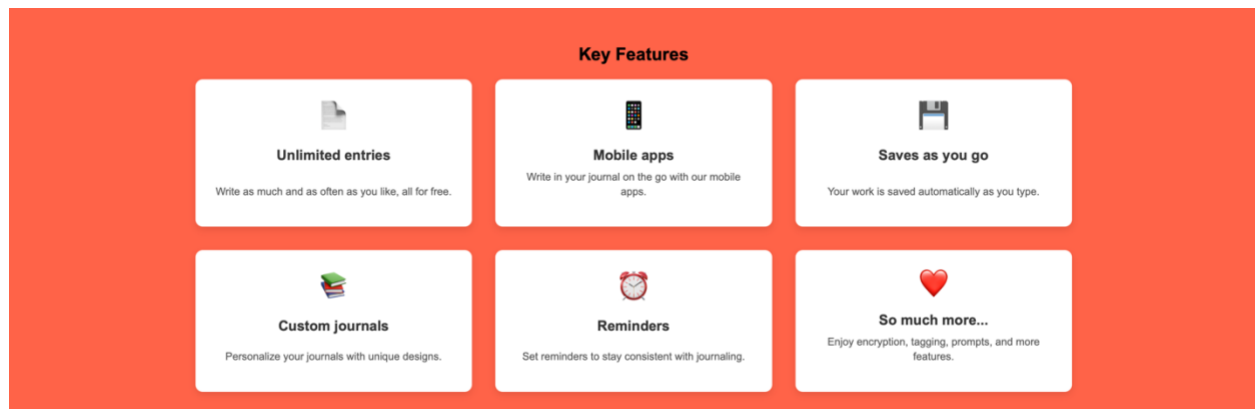 Key Features
Unlimited entries
Write as much and as often as you like, all for free.
Mobile apps
Write in your journal on the go with our mobile
apps.
Saves as you go
Your work is saved automatically as you type.
Custom journals
Personalize your journals with unique designs.
Reminders
Set reminders to stay consistent with journaling.
So much more...
Enjoy encryption, tagging, prompts, and more
features.